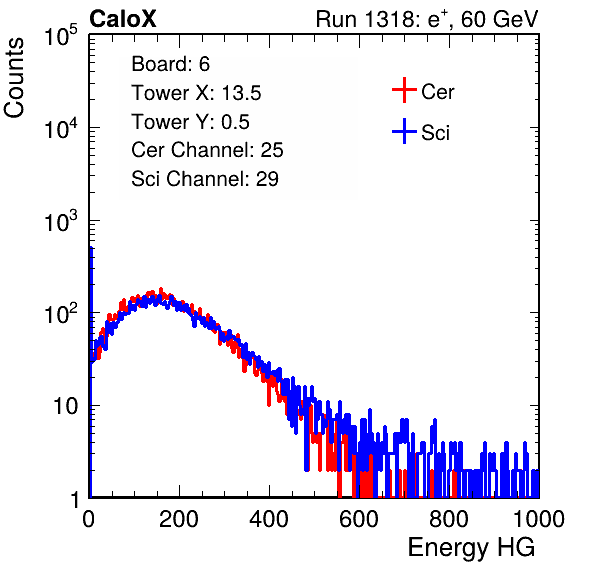 CaloX Run 1318: e⁺, 60 GeV
Counts
Board: 6
Tower X: 13.5
Tower Y: 0.5
Cer Channel: 25
Sci Channel: 29
Cer
Sci
10⁵
10⁴
10³
10²
10
1
0 200 400 600 800 1000
Energy HG